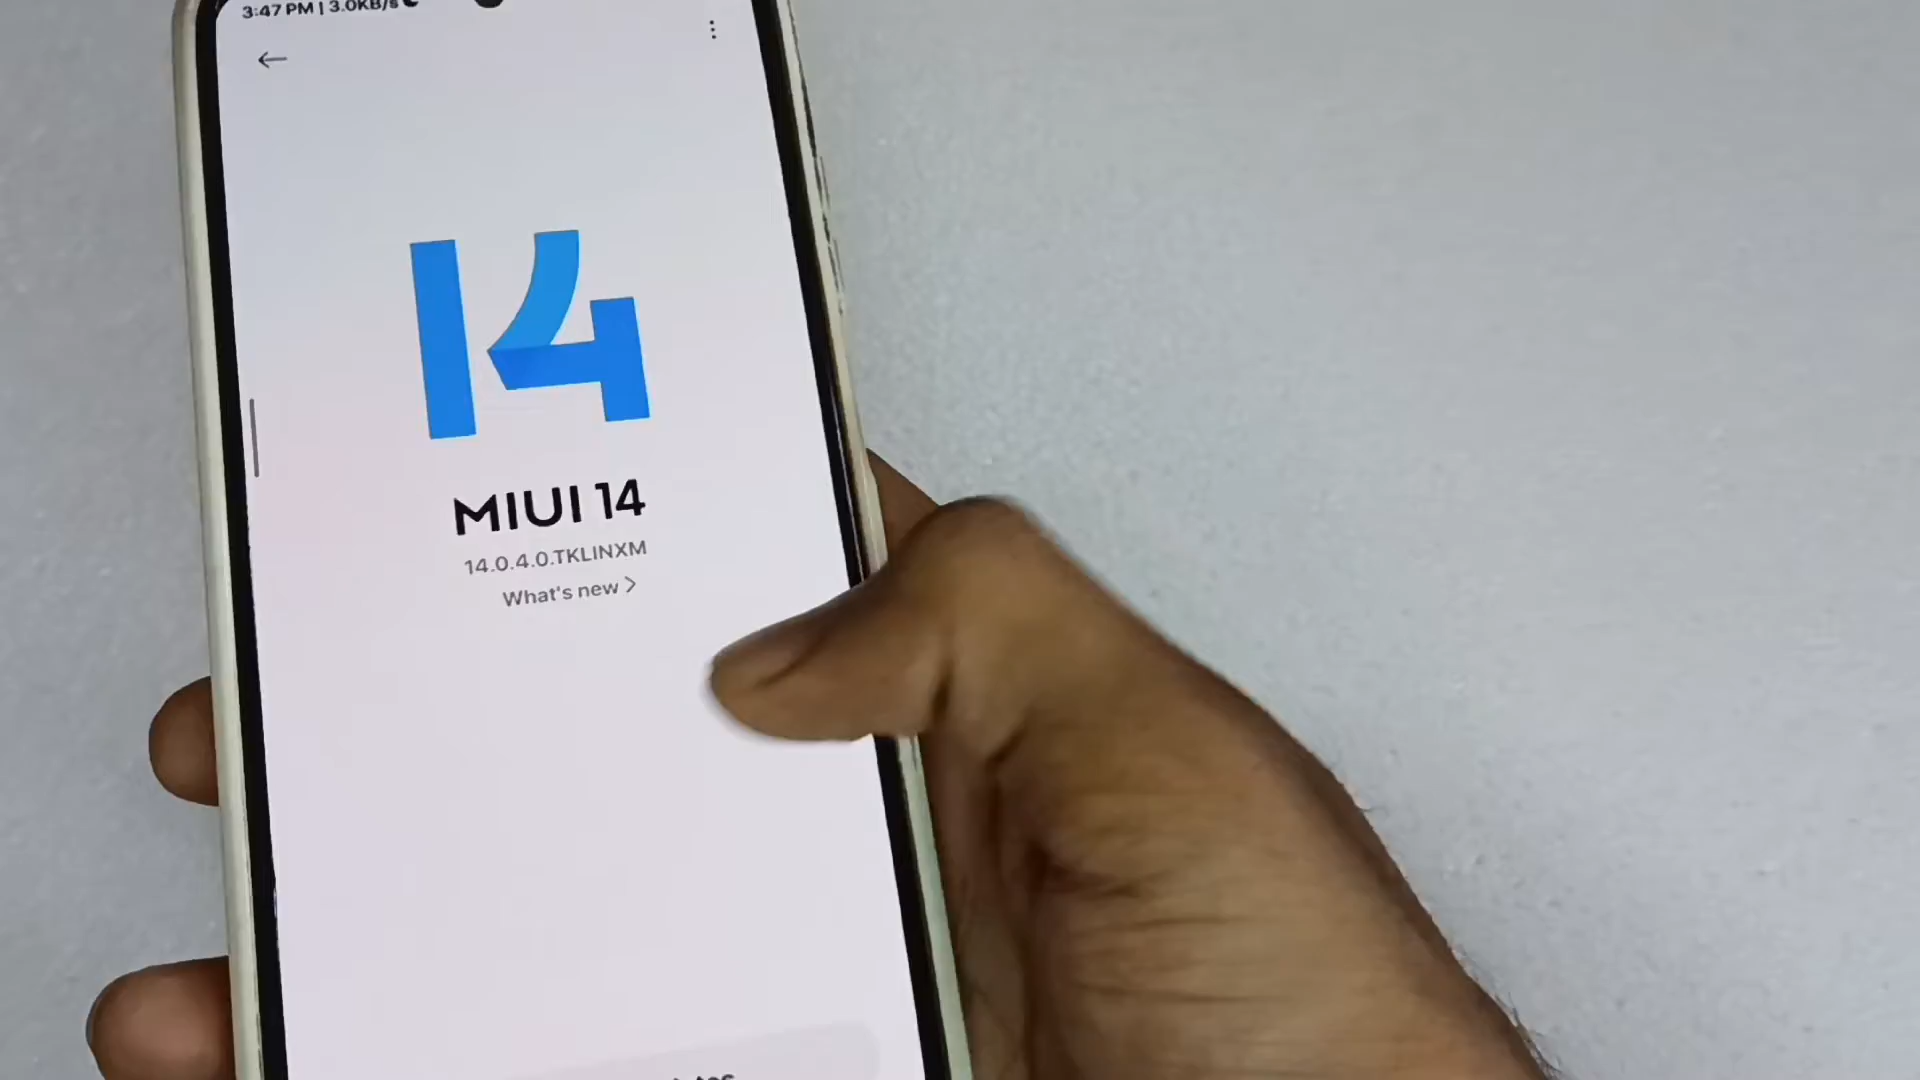 3:47 PM | 3.0KB/s
14
MIUI 14
14.0.4.0.TKLINXM
What's new >